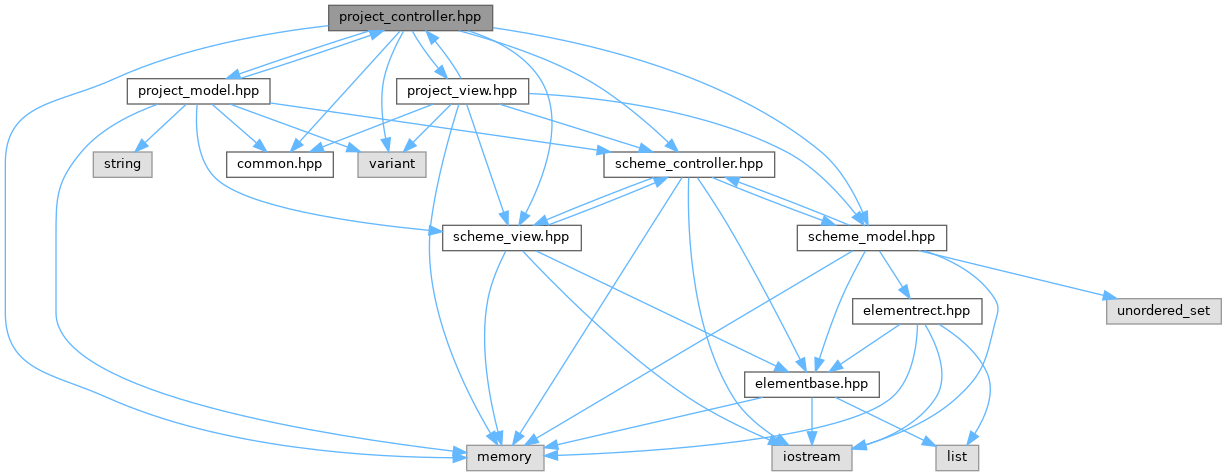 project_controller.hpp
project_model.hpp
project_view.hpp
string
common.hpp
variant
scheme_controller.hpp
scheme_view.hpp
scheme_model.hpp
elementrect.hpp
unordered_set
elementbase.hpp
memory
iostream
list